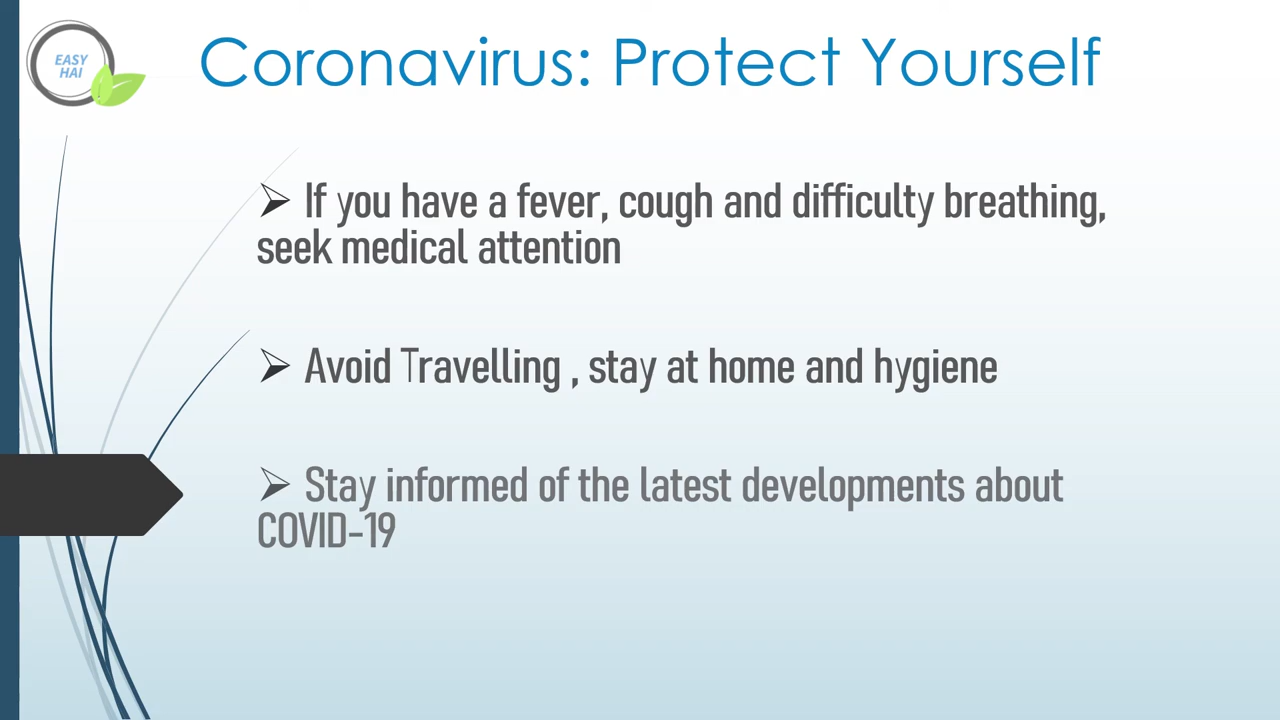 EASY
HAI
Coronavirus: Protect Yourself
➢ If you have a fever, cough and difficulty breathing,
seek medical attention
➢ Avoid Travelling , stay at home and hygiene
➢ Stay informed of the latest developments about
COVID-19